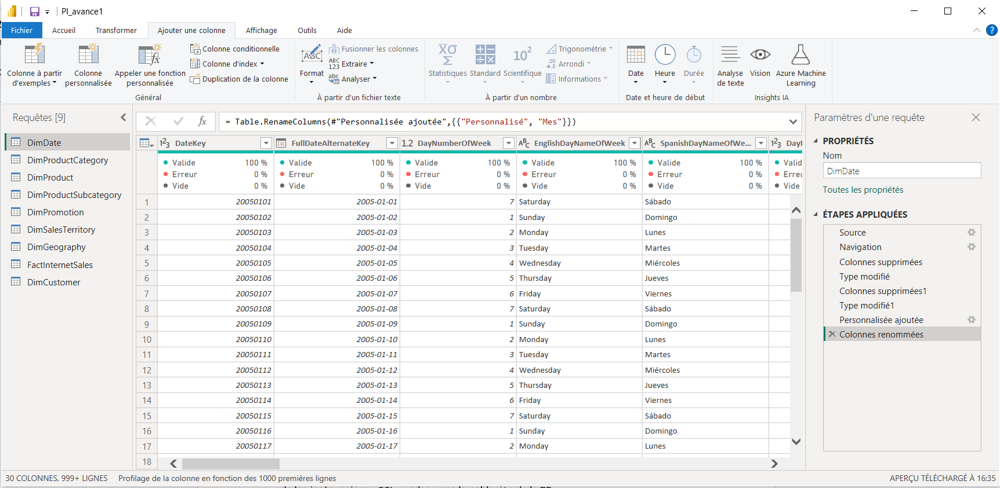 PI_avance1
Fichier Accueil Transformer Ajouter une colonne Affichage Outils Aide
Colonne à partir d'exemples
Colonne personnalisée
Appeler une fonction personnalisée
Colonne conditionnelle
Colonne d'index
Duplication de la colonne
Général
Format
Fusionner les colonnes
Extraire
Analyser
À partir d'un fichier texte
Statistiques Standard Scientifique
Trigonométrie
Arrondi
Informations
À partir d'un nombre
Date Heure Durée
Date et heure de début
Analyse de texte
Vision
Azure Machine Learning
Insights IA
Requêtes [9]
DimDate
DimProductCategory
DimProduct
DimProductSubcategory
DimPromotion
DimSalesTerritory
DimGeography
FactInternetSales
DimCustomer
= Table.RenameColumns(#"Personnalisée ajoutée",{{"Personnalisé", "Mes"}})
DateKey FullDateAlternateKey 1.2 DayNumberOfWeek EnglishDayNameOfWeek SpanishDayNameOfWe...
Valide 100 % Valide 100 % Valide 100 % Valide 100 % Valide 100 % Valid
Erreur 0 % Erreur 0 % Erreur 0 % Erreur 0 % Erreur 0 % Erreu
Vide 0 % Vide 0 % Vide 0 % Vide 0 % Vide 0 % Vide
1 20050101 2005-01-01 7 Saturday Sábado
2 20050102 2005-01-02 1 Sunday Domingo
3 20050103 2005-01-03 2 Monday Lunes
4 20050104 2005-01-04 3 Tuesday Martes
5 20050105 2005-01-05 4 Wednesday Miércoles
6 20050106 2005-01-06 5 Thursday Jueves
7 20050107 2005-01-07 6 Friday Viernes
8 20050108 2005-01-08 7 Saturday Sábado
9 20050109 2005-01-09 1 Sunday Domingo
10 20050110 2005-01-10 2 Monday Lunes
11 20050111 2005-01-11 3 Tuesday Martes
12 20050112 2005-01-12 4 Wednesday Miércoles
13 20050113 2005-01-13 5 Thursday Jueves
14 20050114 2005-01-14 6 Friday Viernes
15 20050115 2005-01-15 7 Saturday Sábado
16 20050116 2005-01-16 1 Sunday Domingo
17 20050117 2005-01-17 2 Monday Lunes
18
Paramètres d'une requête
PROPRIÉTÉS
Nom
DimDate
Toutes les propriétés
ÉTAPES APPLIQUÉES
Source
Navigation
Colonnes supprimées
Type modifié
Colonnes supprimées1
Type modifié1
Personnalisée ajoutée
Colonnes renommées
30 COLONNES, 999+ LIGNES Profilage de la colonne en fonction des 1000 premières lignes APERÇU TÉLÉCHARGÉ À 16:35